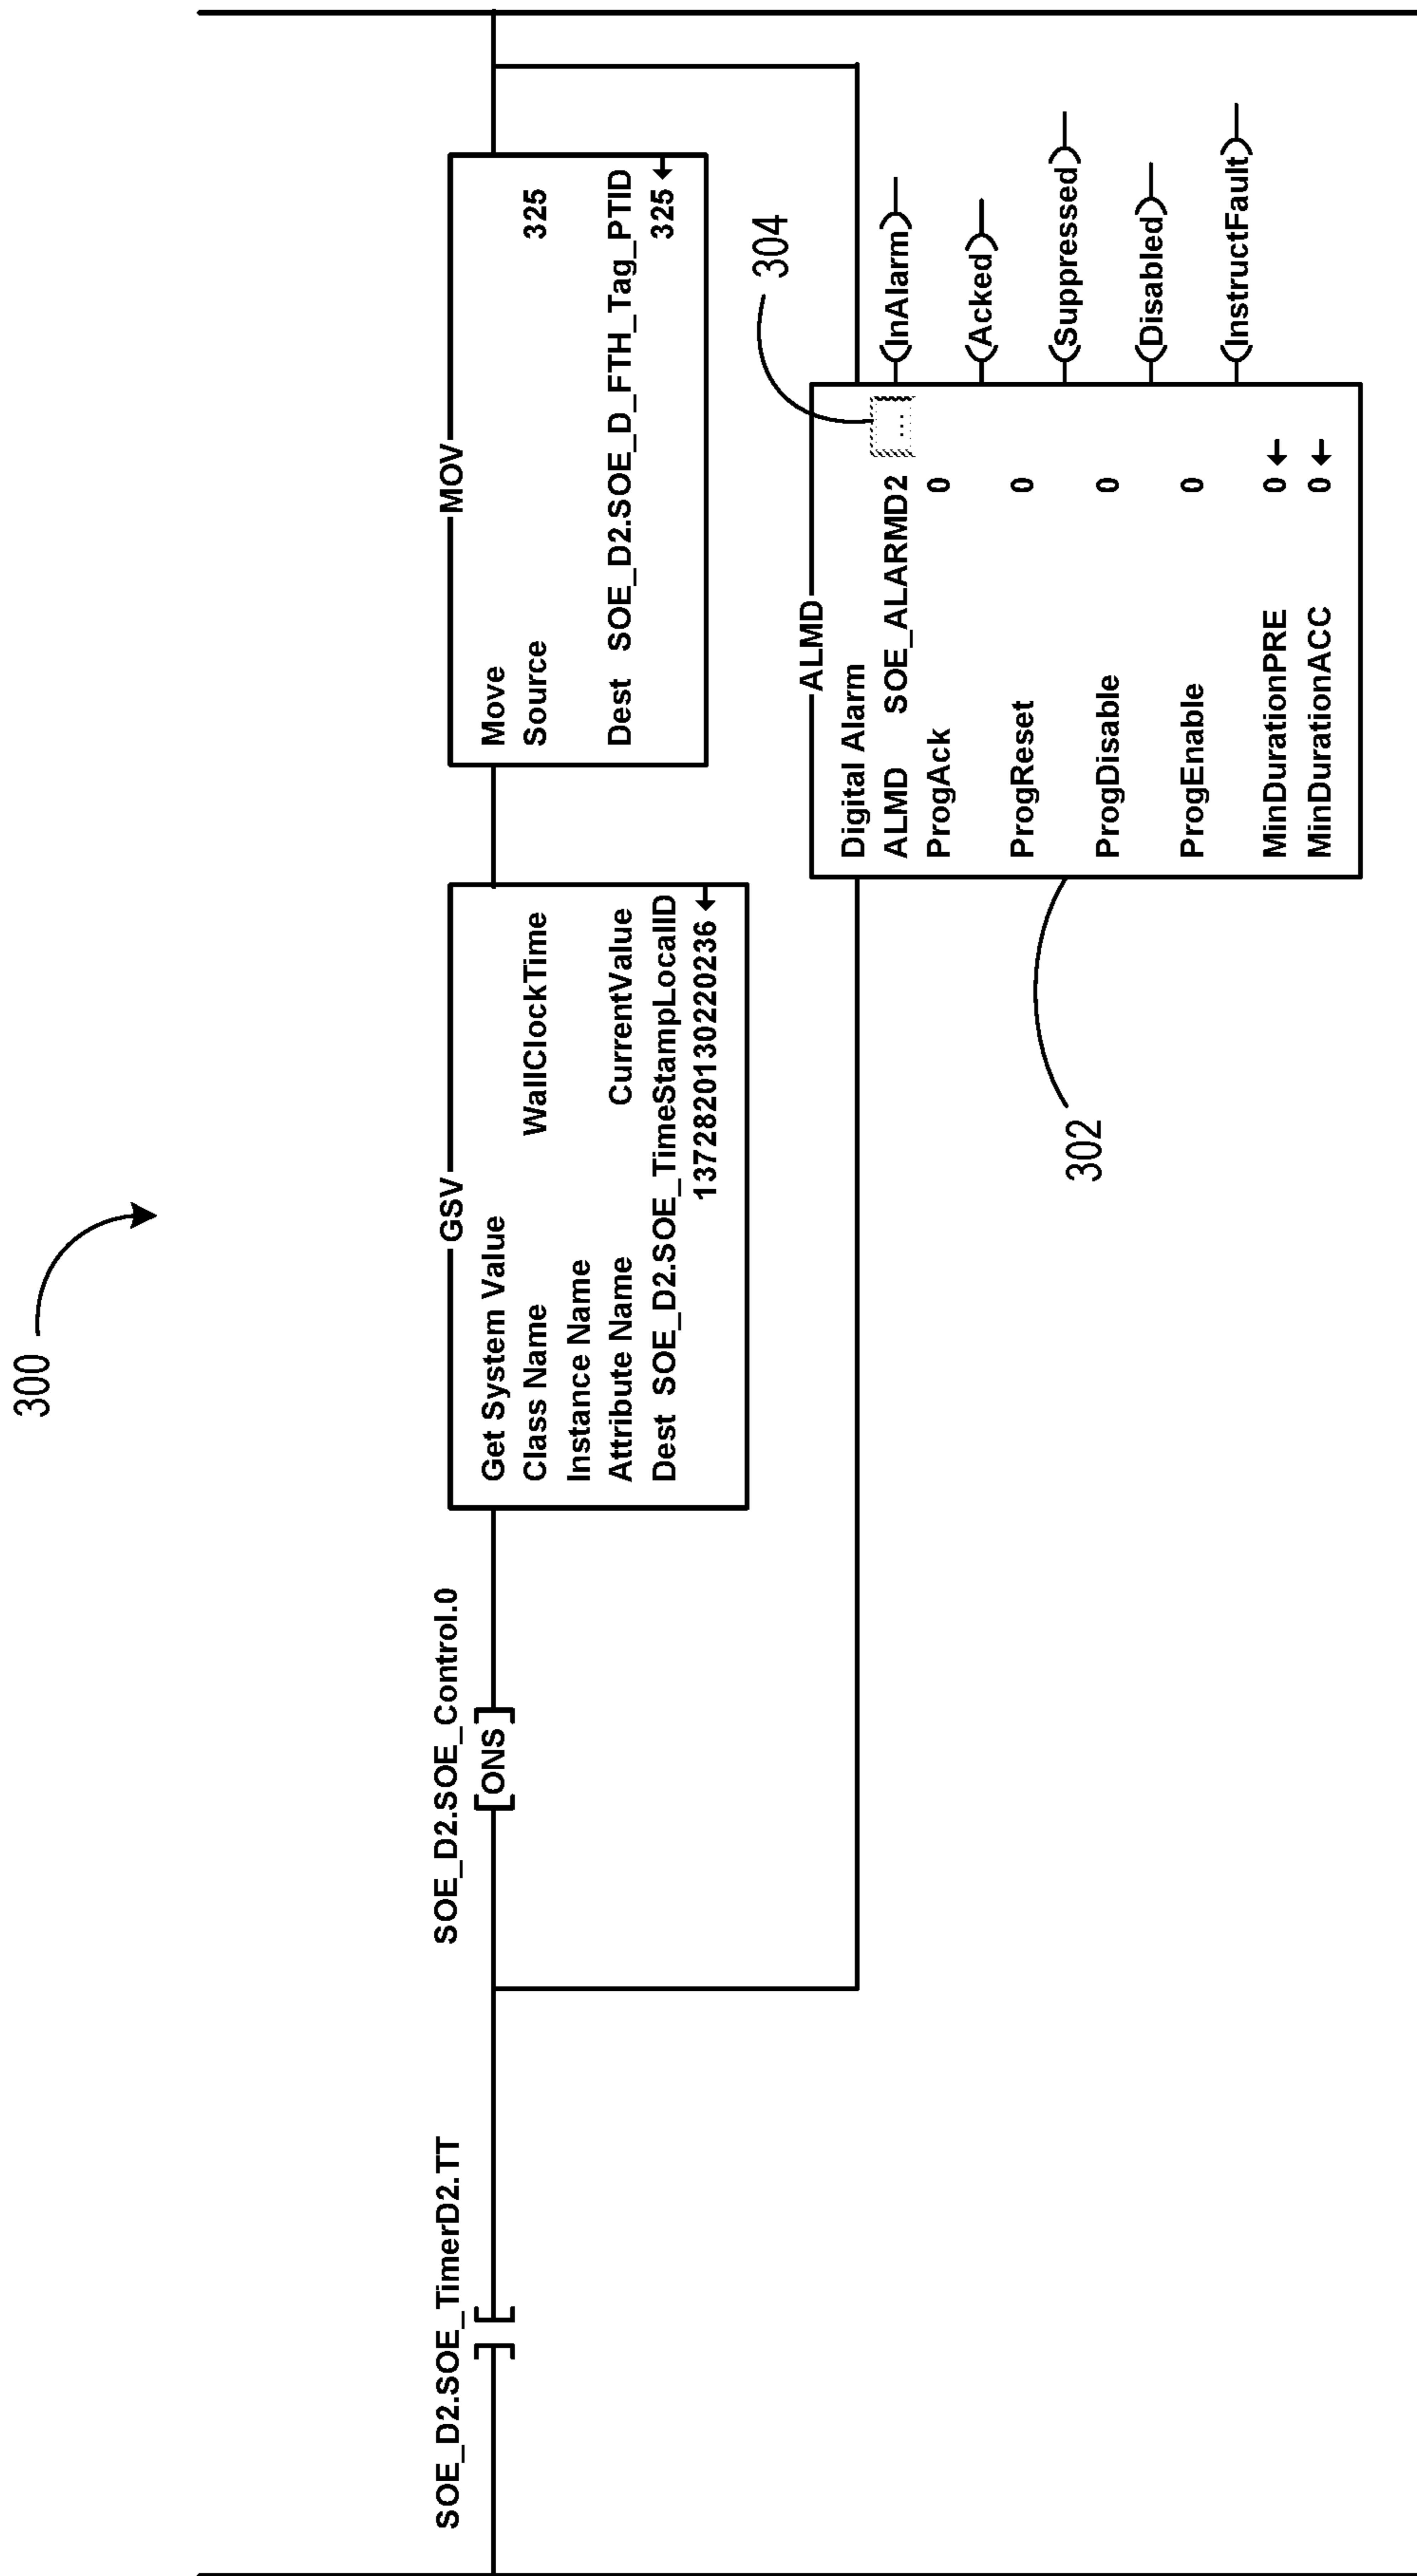 300
SOE_D2.SOE_TimerD2.TT
SOE_D2.SOE_Control.0
ONS
GSV
Get System Value
Class Name WallClockTime
Instance Name
Attribute Name CurrentValue
Dest SOE_D2.SOE_TimeStampLocalID
1372820130220236
MOV
Move
Source 325
Dest SOE_D2.SOE_D_FTH_Tag_PTID
325
304
302
ALMD
Digital Alarm
ALMD SOE_ALARMD2 ...
ProgAck 0
ProgReset 0
ProgDisable 0
ProgEnable 0
MinDurationPRE 0
MinDurationACC 0
InAlarm
Acked
Suppressed
Disabled
InstructFault